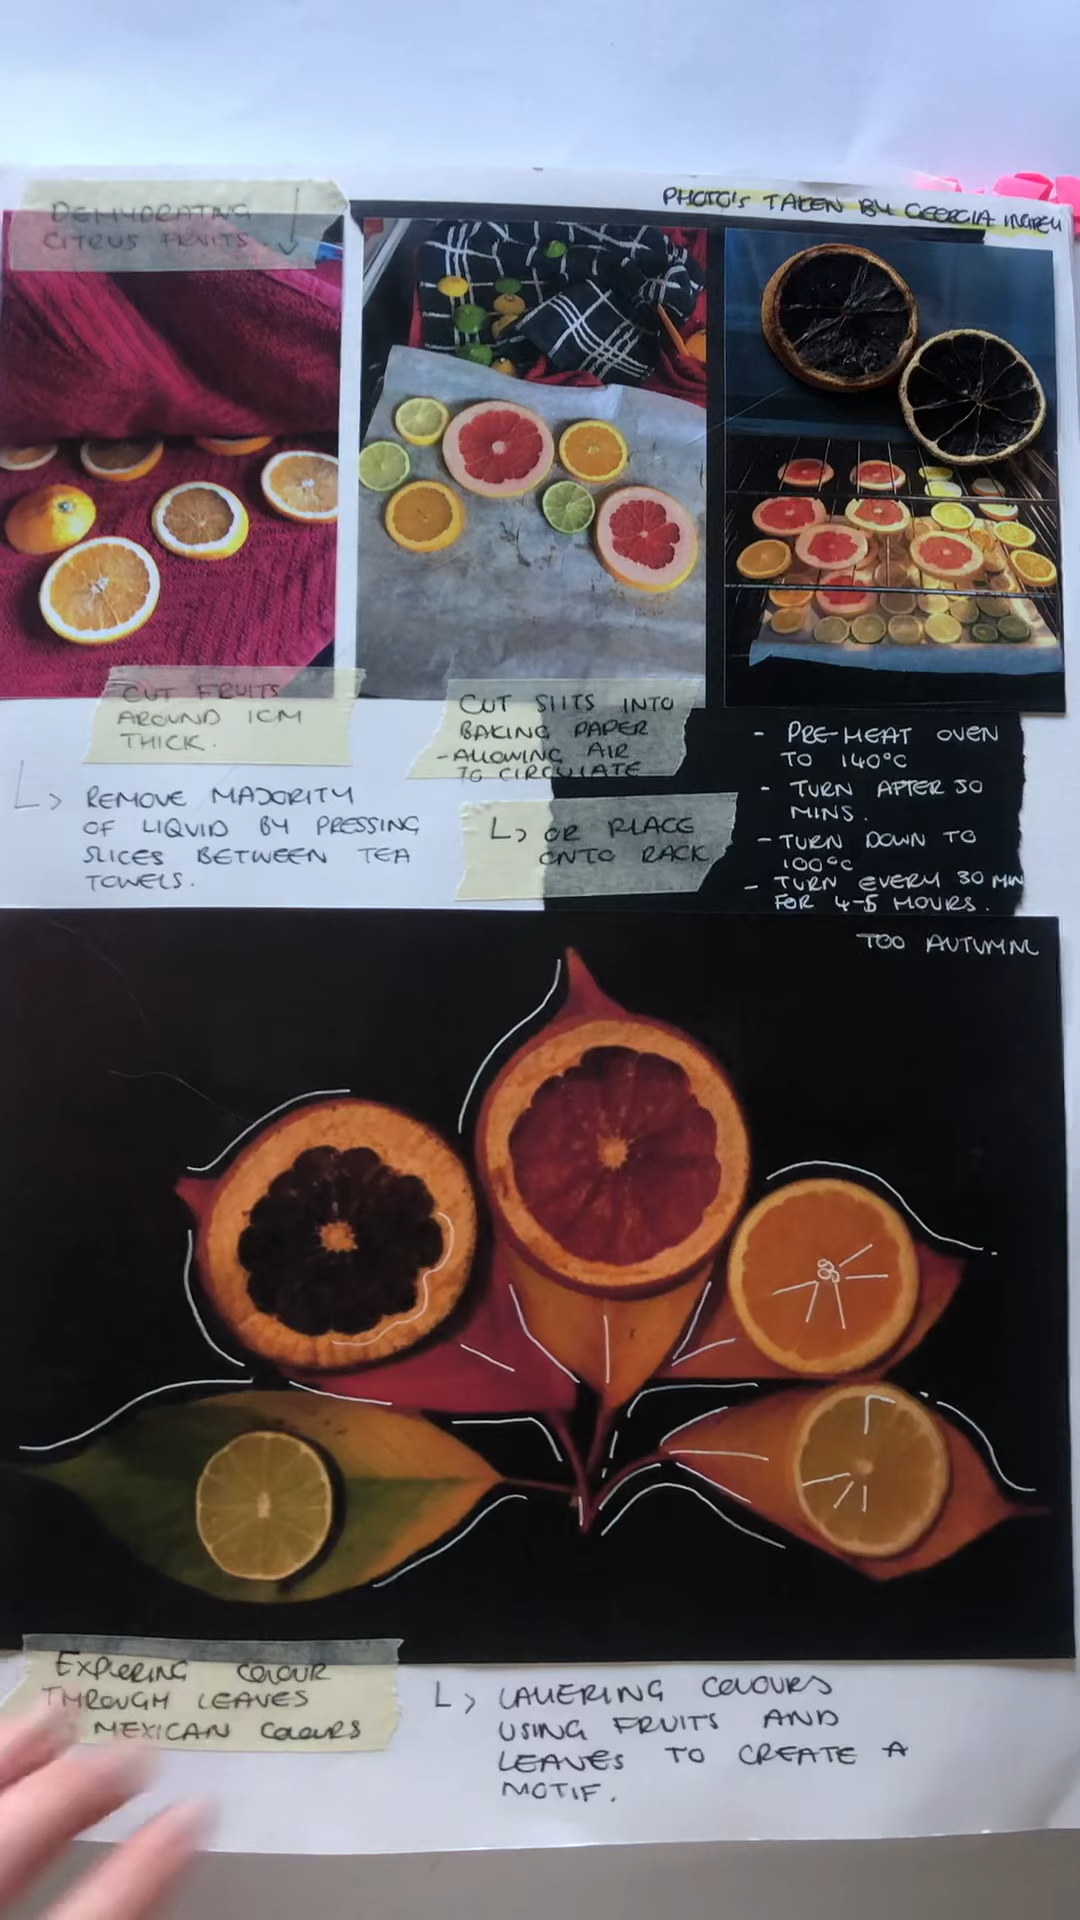 PHOTO'S TAKEN BY GEORGIA
DEHYDRATING
CITRUS FRUITS.
CUT FRUITS
AROUND 1CM
THICK.
REMOVE MAJORITY
OF LIQUID BY PRESSING
SLICES BETWEEN TEA
TOWELS.
CUT SLITS INTO
BAKING PAPER
- ALLOWING AIR
TO CIRCULATE
OR PLACE
ONTO RACK
- PRE-HEAT OVEN
TO 140°C
- TURN AFTER 30
MINS.
- TURN DOWN TO
100°C
- TURN EVERY 30 MIN
FOR 4-5 HOURS.
TOO AUTUMNL
EXPLORING COLOUR
THROUGH LEAVES
MEXICAN COLOURS
LAYERING COLOURS
USING FRUITS AND
LEAVES TO CREATE A
MOTIF.